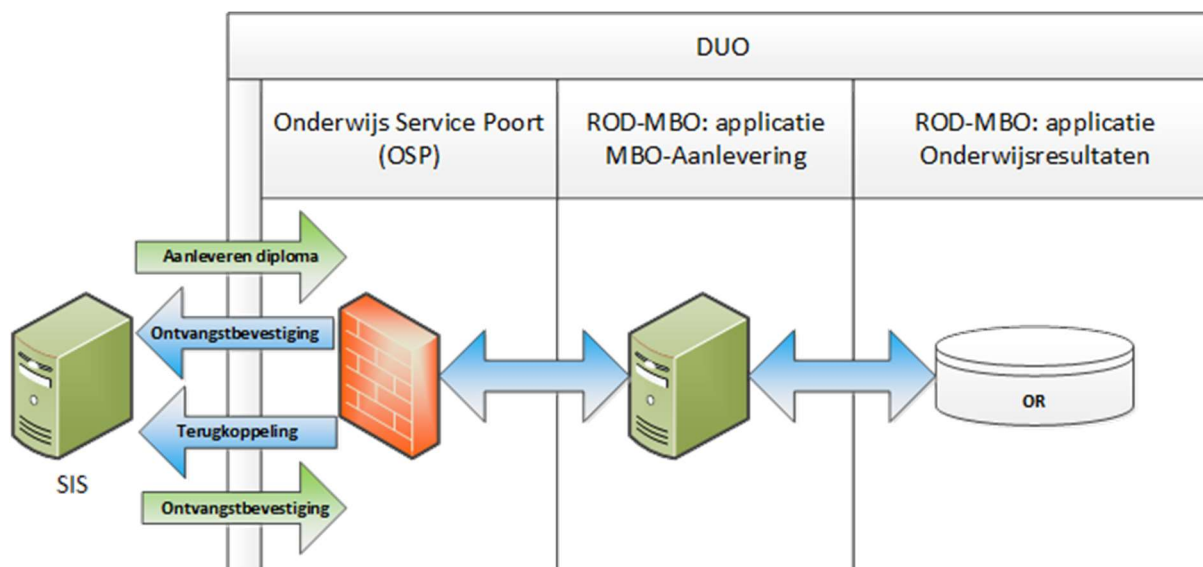 DUO
Onderwijs Service Poort
(OSP)
ROD-MBO: applicatie
MBO-Aanlevering
ROD-MBO: applicatie
Onderwijsresultaten
Aanleveren diploma
Ontvangstbevestiging
Terugkoppeling
Ontvangstbevestiging
SIS
OR